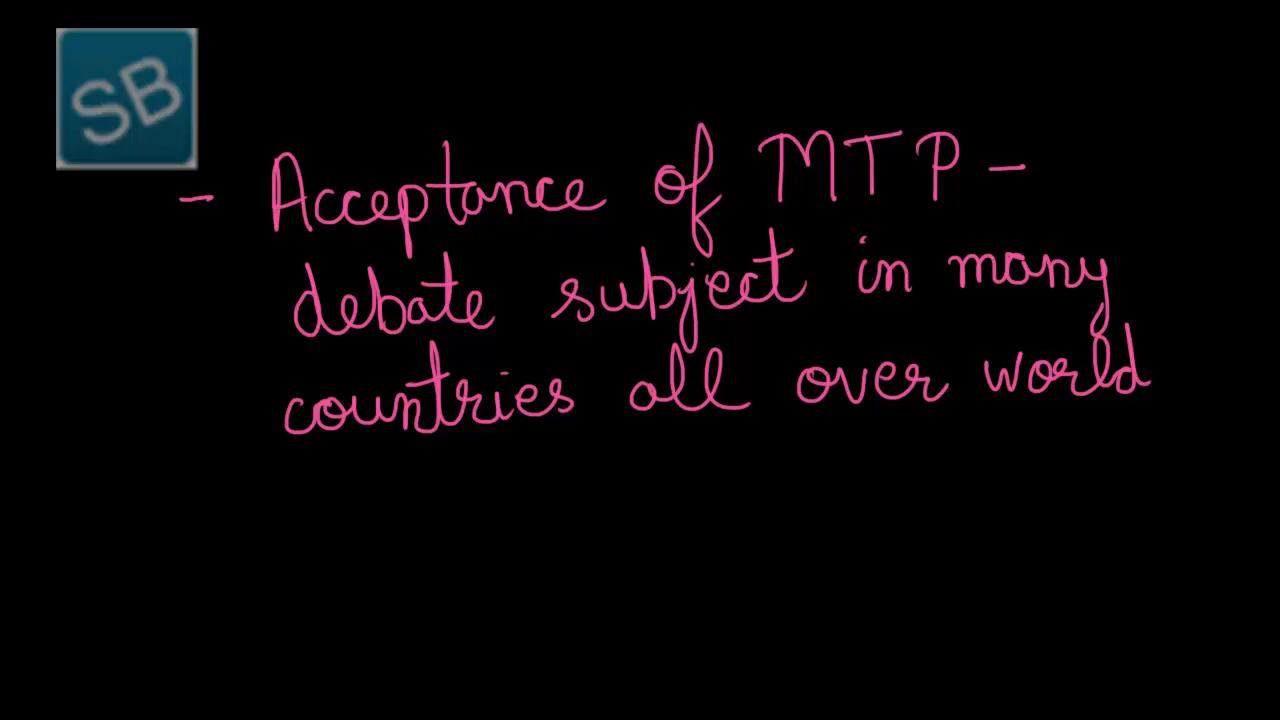 SB
- Acceptance of MTP -
debate subject in many
countries all over world